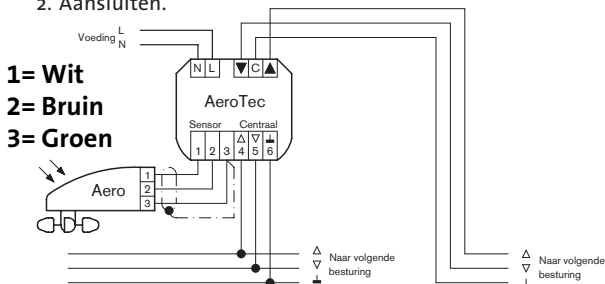 2. Aansluiten.
Voeding L
N
1= Wit
2= Bruin
3= Groen
N L ▼ C ▲
AeroTec
Sensor Centraal
△ ▽
1 2 3 4 5 6
Aero
1
2
3
△
▽
Naar volgende
besturing
△
▽
Naar volgende
besturing